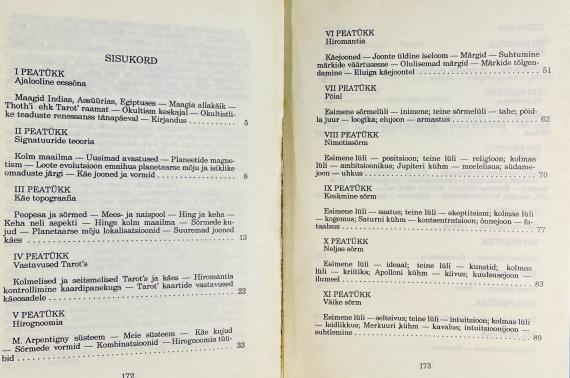 SISUKORD
I PEATÜKK
Ajalooline eessõna
Maagid Indias, Assüürias, Egiptuses — Maagia allakäik —
Thoth'i ehk Tarot' raamat — Okultism keskajal — Okultistli-
ke teaduste renessanss tänapäeval — Kirjandus . . . . . . . . . . . 5
II PEATÜKK
Signatuuride teooria
Kolm maailma — Uusimad avastused — Planeetide magne-
tism — Loote evolutsioon emaihus planeetase mõju ja isiklike
omaduste järgi — Käe jooned ja vormid . . . . . . . . . . . 8
III PEATÜKK
Käe topograafia
Peopesa ja sõrmed — Mees- ja naispool — Hing ja keha —
Keha neli aspekti — Hinge kolm maailma — Sõrmede ku-
jud — Planetaarse mõju lokalisatsioonid — Suuremad jooned
käes . . . . . . . . . . . 13
IV PEATÜKK
Vastavused Tarot's
Kolmelised ja seitsmelised Tarot's ja käes — Hiromantia
kontrollimine kaardipanekuga — Tarot' kaartide vastavused
käeosadele . . . . . . . . . . . 22
V PEATÜKK
Hirognoomia
M. Arpentigny süsteem — Meie süsteem — Käe kujud
— Sõrmede vormid — Kombinatsioonid — Hirognoomia tüü-
bid . . . . . . . . . . . 33
172
VI PEATÜKK
Hiromantia
Käejooned — Joonte üldine iseloom — Märgid — Suhtumine
märkide väärtusesse — Olulisemad märgid — Märkide tõlgen-
damine — Eluiga käejoontel . . . . . . . . . . . 51
VII PEATÜKK
Pöial
Esimene sõrmelüli — inimene; teine sõrmelüli — tahe; pöid-
la juur — loogika; elujoon — armastus . . . . . . . . . . . 62
VIII PEATÜKK
Nimetissõrm
Esimene lüli — positsioon; teine lüli — religioon; kolmas
lüli — ambitsioonikus; Jupiteri kühm — meelelisus; südame-
joon — uhkus . . . . . . . . . . . 70
IX PEATÜKK
Keskmine sõrm
Esimene lüli — saatus; teine lüli — skeptitsism; kolmas lüli
— kogumus; Saturni kühm — kontsentratsioon; õnnejoon — fa-
taalsus . . . . . . . . . . . 77
X PEATÜKK
Neljas sõrm
Esimene lüli — ideaal; teine lüli — kunstid; kolmas
lüli — kriitika; Apolloni kühm — kiivus; kuulsusejoon —
ilumeel . . . . . . . . . . . 83
XI PEATÜKK
Väike sõrm
Esimene lüli — seltsivus; teine lüli — intuitsioon; kolmas lüli
— leidlikkus; Merkuuri kühm — kavalus; intuitsioonijoon —
suhtlemine . . . . . . . . . . . 89
173